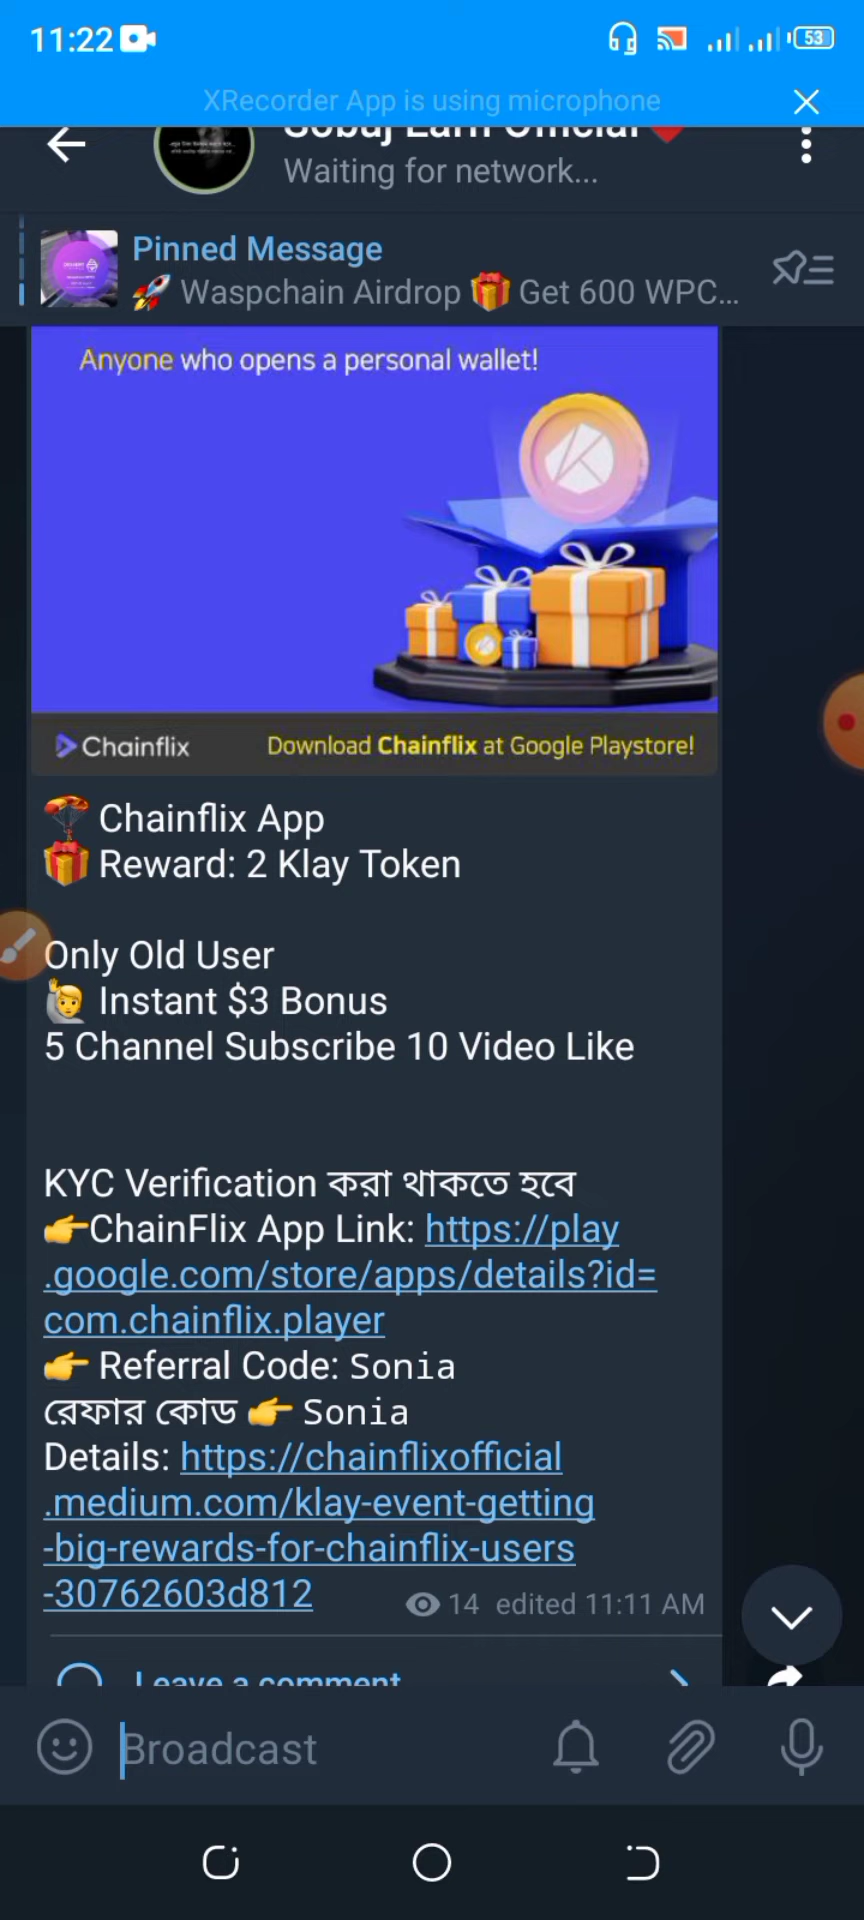 11:22
53
XRecorder App is using microphone
Sobuj Earn Official
Waiting for network...
Pinned Message
🚀 Waspchain Airdrop 🎁 Get 600 WPC...
Anyone who opens a personal wallet!
Chainflix
Download Chainflix at Google Playstore!
🪂 Chainflix App
🎁 Reward: 2 Klay Token
Only Old User
🙋 Instant $3 Bonus
5 Channel Subscribe 10 Video Like
KYC Verification করা থাকতে হবে
👉ChainFlix App Link: https://play
.google.com/store/apps/details?id=
com.chainflix.player
👉 Referral Code: Sonia
রেফার কোড 👉 Sonia
Details: https://chainflixofficial
.medium.com/klay-event-getting
-big-rewards-for-chainflix-users
-30762603d812
14 edited 11:11 AM
Leave a comment
Broadcast